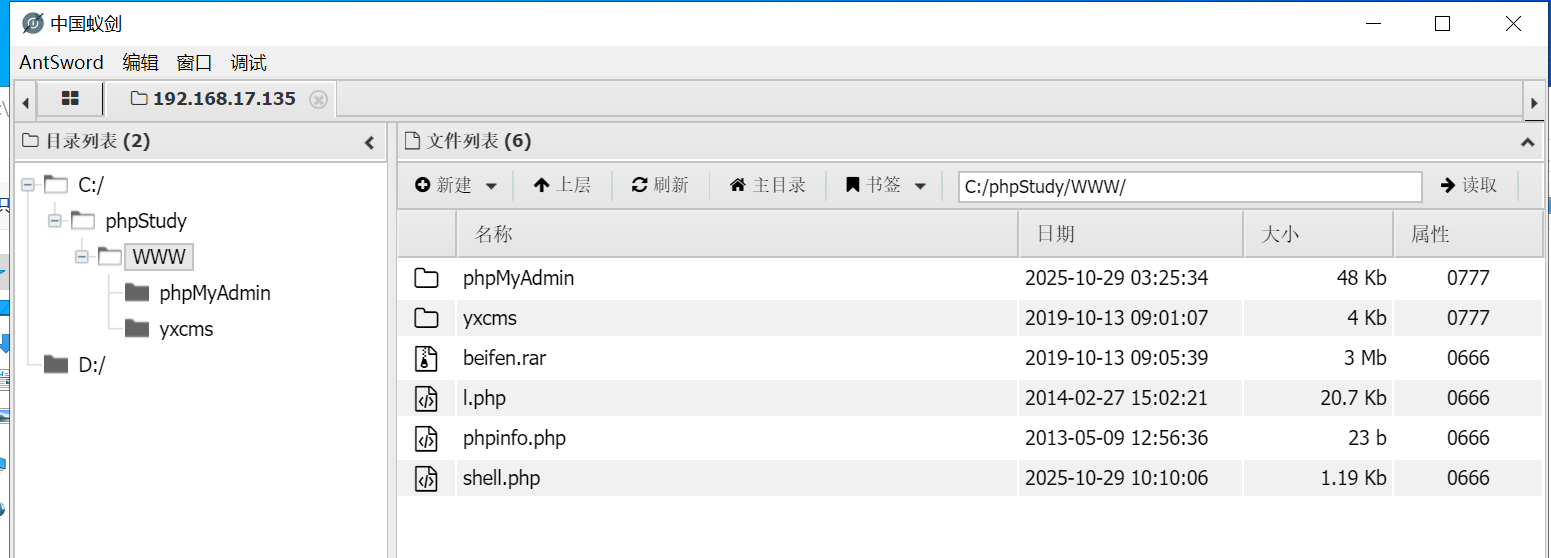 中国蚁剑
AntSword 编辑 窗口 调试
192.168.17.135
目录列表 (2)
C:/
phpStudy
WWW
phpMyAdmin
yxcms
D:/
文件列表 (6)
新建 上层 刷新 主目录 书签 C:/phpStudy/WWW/ 读取
名称 日期 大小 属性
phpMyAdmin 2025-10-29 03:25:34 48 Kb 0777
yxcms 2019-10-13 09:01:07 4 Kb 0777
beifen.rar 2019-10-13 09:05:39 3 Mb 0666
l.php 2014-02-27 15:02:21 20.7 Kb 0666
phpinfo.php 2013-05-09 12:56:36 23 b 0666
shell.php 2025-10-29 10:10:06 1.19 Kb 0666